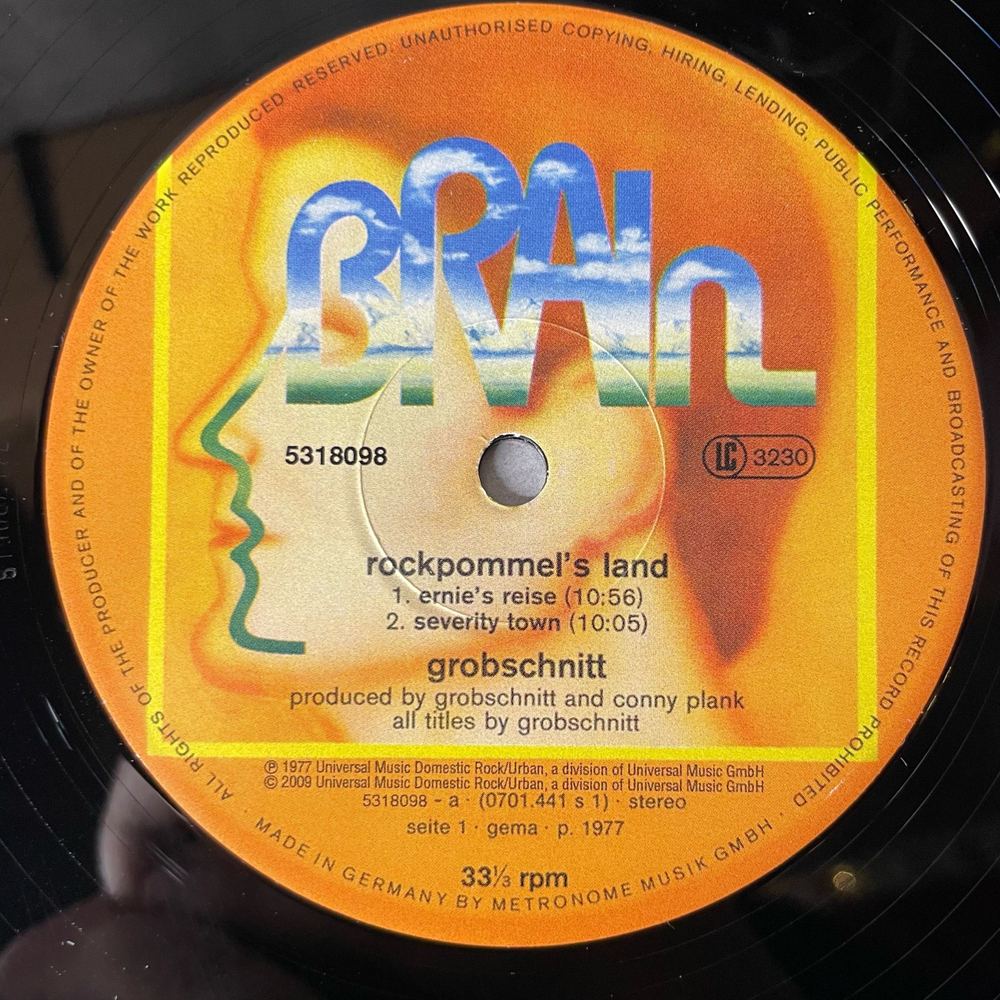 ALL RIGHTS OF THE PRODUCER AND OF THE OWNER OF THE WORK REPRODUCED RESERVED. UNAUTHORISED COPYING, HIRING, LENDING, PUBLIC PERFORMANCE AND BROADCASTING OF THIS RECORD PROHIBITED ·
BRAIn
5318098
LC 3230
rockpommel's land
1. ernie's reise (10:56)
2. severity town (10:05)
grobschnitt
produced by grobschnitt and conny plank
all titles by grobschnitt
℗ 1977 Universal Music Domestic Rock/Urban, a division of Universal Music GmbH
© 2009 Universal Music Domestic Rock/Urban, a division of Universal Music GmbH
5318098 - a · (0701.441 s 1) · stereo
seite 1 · gema · p. 1977
33⅓ rpm
· MADE IN GERMANY BY METRONOME MUSIK GMBH